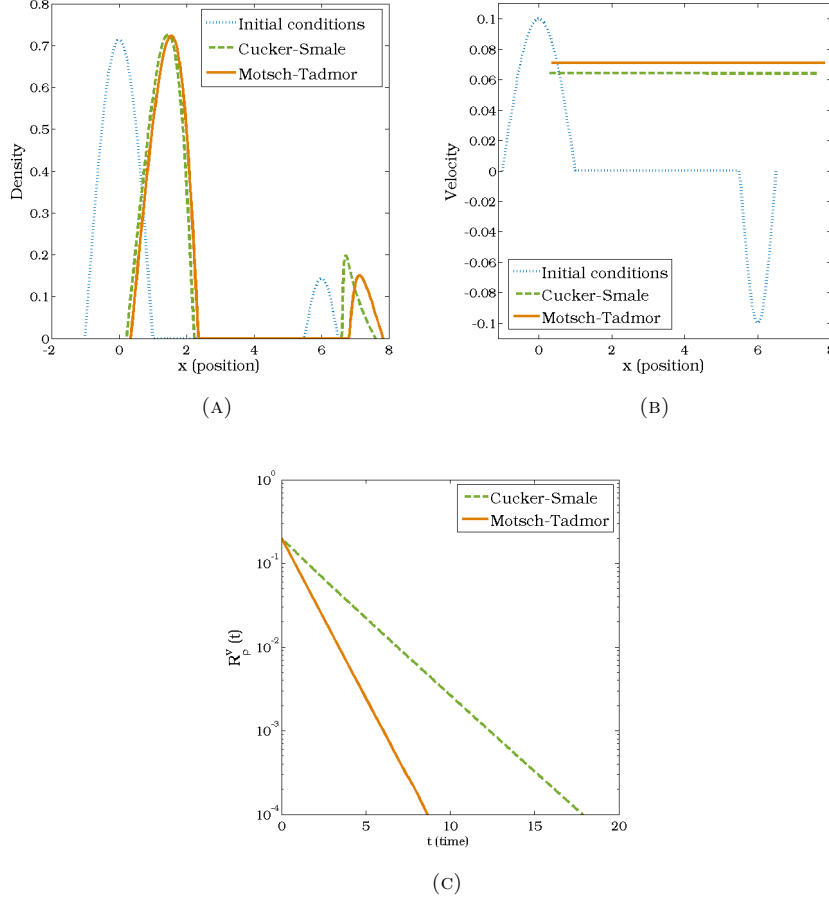 0.8
0.7
0.6
0.5
0.4
0.3
0.2
0.1
0
Density
-2
0
2
4
6
8
x (position)
Initial conditions
Cucker-Smale
Motsch-Tadmor
(A)
0.1
0.08
0.06
0.04
0.02
0
-0.02
-0.04
-0.06
-0.08
-0.1
Velocity
0
2
4
6
8
x (position)
Initial conditions
Cucker-Smale
Motsch-Tadmor
(B)
10^0
10^-1
10^-2
10^-3
10^-4
R_ρ^v (t)
0
5
10
15
20
t (time)
Cucker-Smale
Motsch-Tadmor
(C)